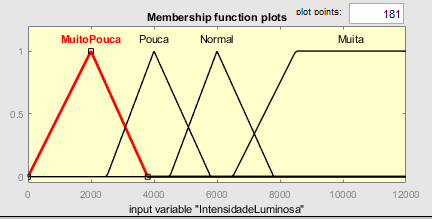 plot points: 181
Membership function plots
MuitoPouca Pouca Normal Muita
1
0.5
0
0 2000 4000 6000 8000 10000 12000
input variable "IntensidadeLuminosa"